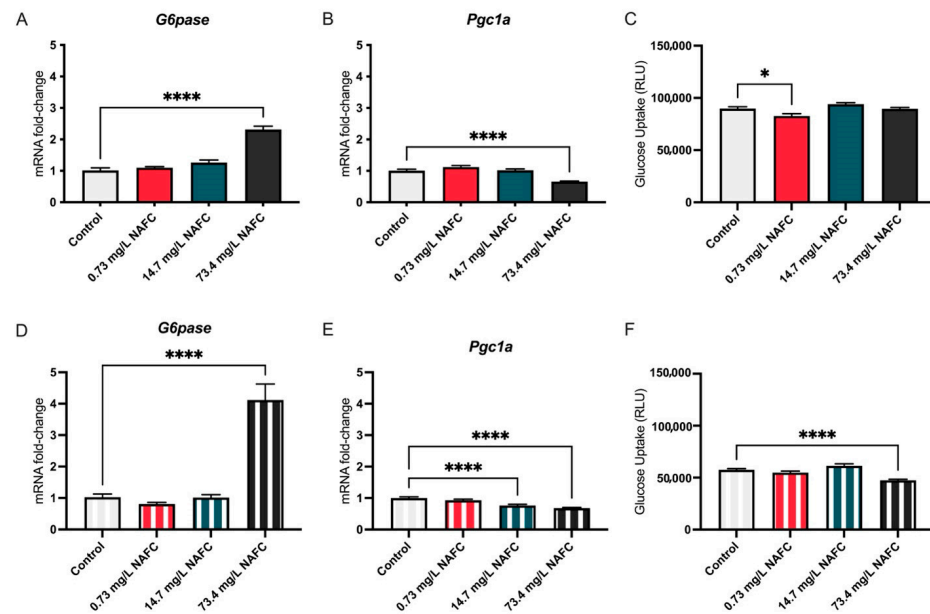 A
G6pase
mRNA fold-change
5
4
3
2
1
0
****
Control
0.73 mg/L NAFC
14.7 mg/L NAFC
73.4 mg/L NAFC
B
Pgc1a
mRNA fold-change
5
4
3
2
1
0
****
Control
0.73 mg/L NAFC
14.7 mg/L NAFC
73.4 mg/L NAFC
C
Glucose Uptake (RLU)
150,000
100,000
50,000
0
*
Control
0.73 mg/L NAFC
14.7 mg/L NAFC
73.4 mg/L NAFC
D
G6pase
mRNA fold-change
5
4
3
2
1
0
****
Control
0.73 mg/L NAFC
14.7 mg/L NAFC
73.4 mg/L NAFC
E
Pgc1a
mRNA fold-change
5
4
3
2
1
0
****
****
Control
0.73 mg/L NAFC
14.7 mg/L NAFC
73.4 mg/L NAFC
F
Glucose Uptake (RLU)
150,000
100,000
50,000
0
****
Control
0.73 mg/L NAFC
14.7 mg/L NAFC
73.4 mg/L NAFC